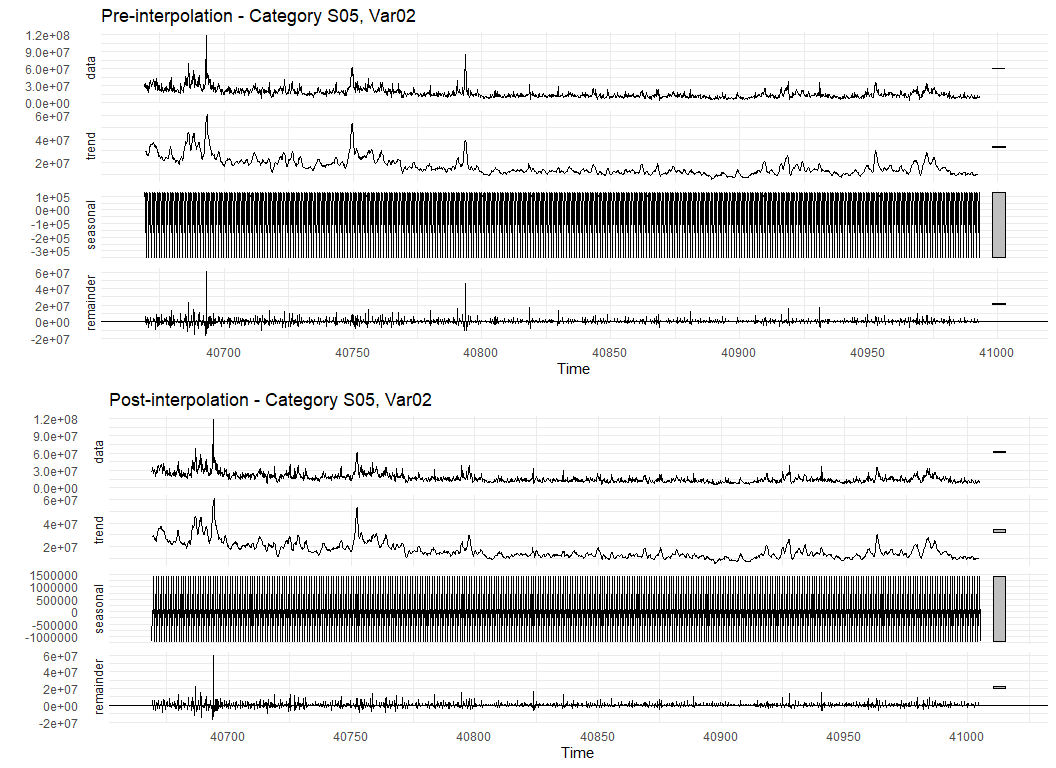 Pre-interpolation - Category S05, Var02
1.2e+08
9.0e+07
6.0e+07
3.0e+07
0.0e+00
data
6e+07
4e+07
2e+07
trend
1e+05
0e+00
-1e+05
-2e+05
-3e+05
seasonal
6e+07
4e+07
2e+07
0e+00
-2e+07
remainder
40700 40750 40800 40850 40900 40950 41000
Time
Post-interpolation - Category S05, Var02
1.2e+08
9.0e+07
6.0e+07
3.0e+07
0.0e+00
data
6e+07
4e+07
2e+07
trend
1500000
1000000
500000
0
-500000
-1000000
seasonal
6e+07
4e+07
2e+07
0e+00
-2e+07
remainder
40700 40750 40800 40850 40900 40950 41000
Time